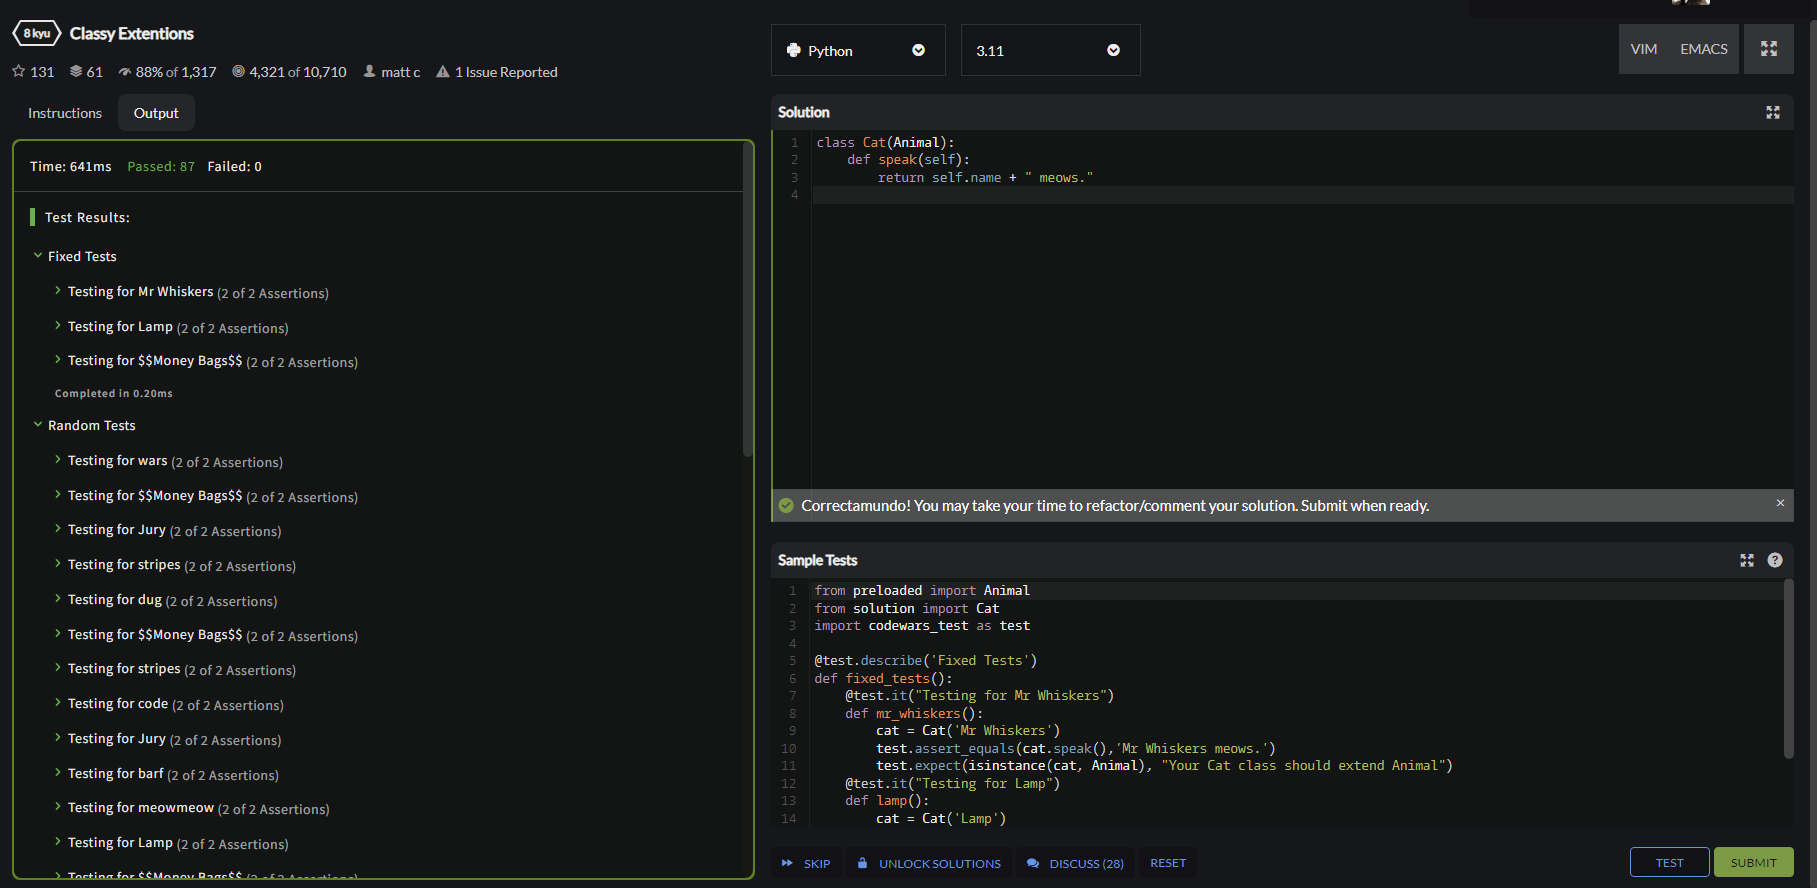 8 kyu Classy Extentions
131 61 88% of 1,317 4,321 of 10,710 matt c 1 Issue Reported
Instructions Output
Time: 641ms Passed: 87 Failed: 0
Test Results:
Fixed Tests
Testing for Mr Whiskers (2 of 2 Assertions)
Testing for Lamp (2 of 2 Assertions)
Testing for $$Money Bags$$ (2 of 2 Assertions)
Completed in 0.20ms
Random Tests
Testing for wars (2 of 2 Assertions)
Testing for $$Money Bags$$ (2 of 2 Assertions)
Testing for Jury (2 of 2 Assertions)
Testing for stripes (2 of 2 Assertions)
Testing for dug (2 of 2 Assertions)
Testing for $$Money Bags$$ (2 of 2 Assertions)
Testing for stripes (2 of 2 Assertions)
Testing for code (2 of 2 Assertions)
Testing for Jury (2 of 2 Assertions)
Testing for barf (2 of 2 Assertions)
Testing for meowmeow (2 of 2 Assertions)
Testing for Lamp (2 of 2 Assertions)
Testing for $$Money Bags$$ (2 of 2 Assertions)
Python 3.11 VIM EMACS
Solution
1 class Cat(Animal):
2 def speak(self):
3 return self.name + " meows."
4
Correctamundo! You may take your time to refactor/comment your solution. Submit when ready. ×
Sample Tests ?
1 from preloaded import Animal
2 from solution import Cat
3 import codewars_test as test
4
5 @test.describe('Fixed Tests')
6 def fixed_tests():
7 @test.it("Testing for Mr Whiskers")
8 def mr_whiskers():
9 cat = Cat('Mr Whiskers')
10 test.assert_equals(cat.speak(),'Mr Whiskers meows.')
11 test.expect(isinstance(cat, Animal), "Your Cat class should extend Animal")
12 @test.it("Testing for Lamp")
13 def lamp():
14 cat = Cat('Lamp')
SKIP UNLOCK SOLUTIONS DISCUSS (28) RESET TEST SUBMIT